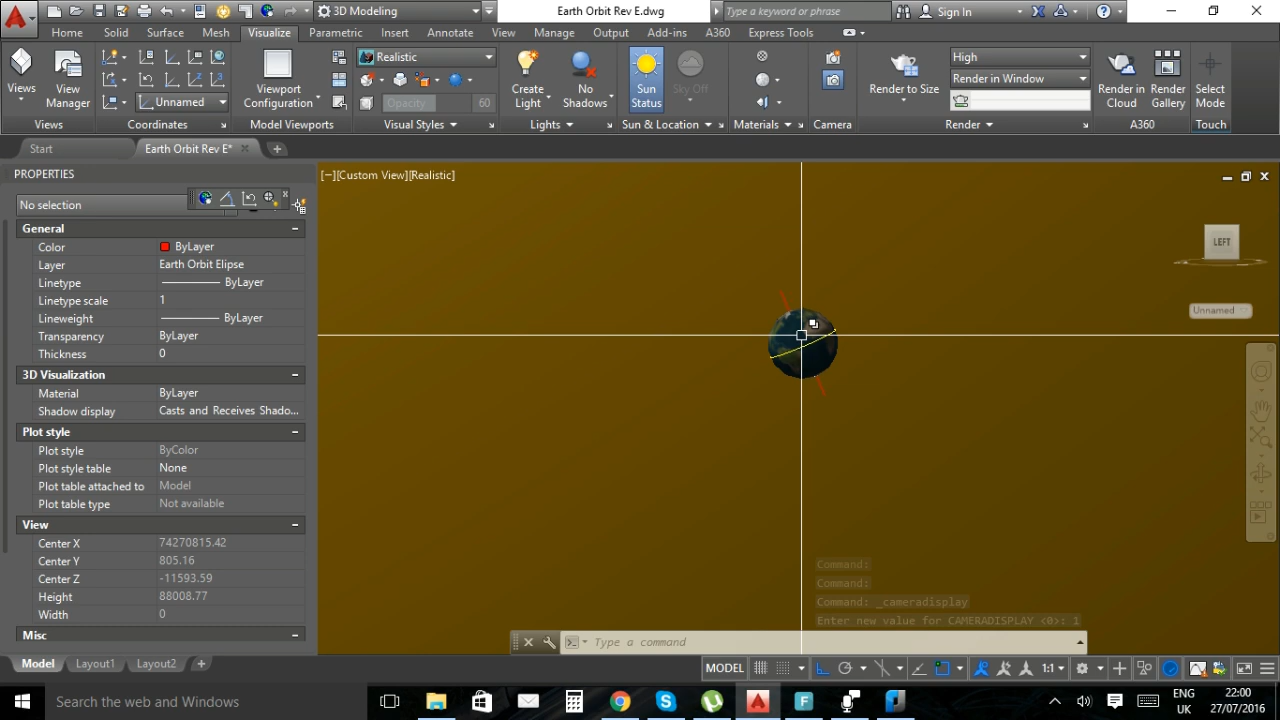 3D Modeling
Earth Orbit Rev E.dwg
Type a keyword or phrase
Sign In
Home
Solid
Surface
Mesh
Visualize
Parametric
Insert
Annotate
View
Manage
Output
Add-ins
A360
Express Tools
Views
View
Manager
Views
Unnamed
Coordinates
Viewport
Configuration
Model Viewports
Realistic
Opacity
60
Visual Styles
Create
Light
No
Shadows
Lights
Sun
Status
Sky Off
Sun & Location
Materials
Camera
Render to Size
High
Render in Window
Render
Render in
Cloud
Render
Gallery
A360
Select
Mode
Touch
Start
Earth Orbit Rev E*
PROPERTIES
No selection
General
Color ByLayer
Layer Earth Orbit Elipse
Linetype ByLayer
Linetype scale 1
Lineweight ByLayer
Transparency ByLayer
Thickness 0
3D Visualization
Material ByLayer
Shadow display Casts and Receives Shado...
Plot style
Plot style ByColor
Plot style table None
Plot table attached to Model
Plot table type Not available
View
Center X 74270815.42
Center Y 805.16
Center Z -11593.59
Height 88008.77
Width 0
Misc
[−][Custom View][Realistic]
LEFT
Unnamed
Command:
Command:
Command: _cameradisplay
Enter new value for CAMERADISPLAY <0>: 1
Type a command
Model
Layout1
Layout2
MODEL
1:1
Search the web and Windows
ENG
UK
22:00
27/07/2016